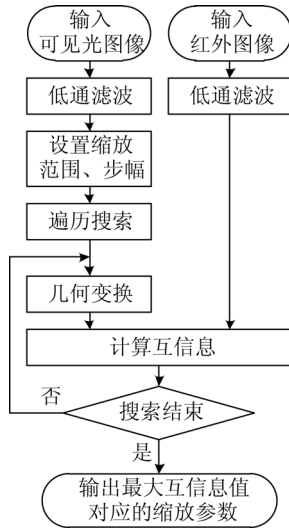 输入
可见光图像
输入
红外图像
低通滤波
低通滤波
设置缩放
范围、步幅
遍历搜索
几何变换
计算互信息
否
搜索结束
是
输出最大互信息值
对应的缩放参数